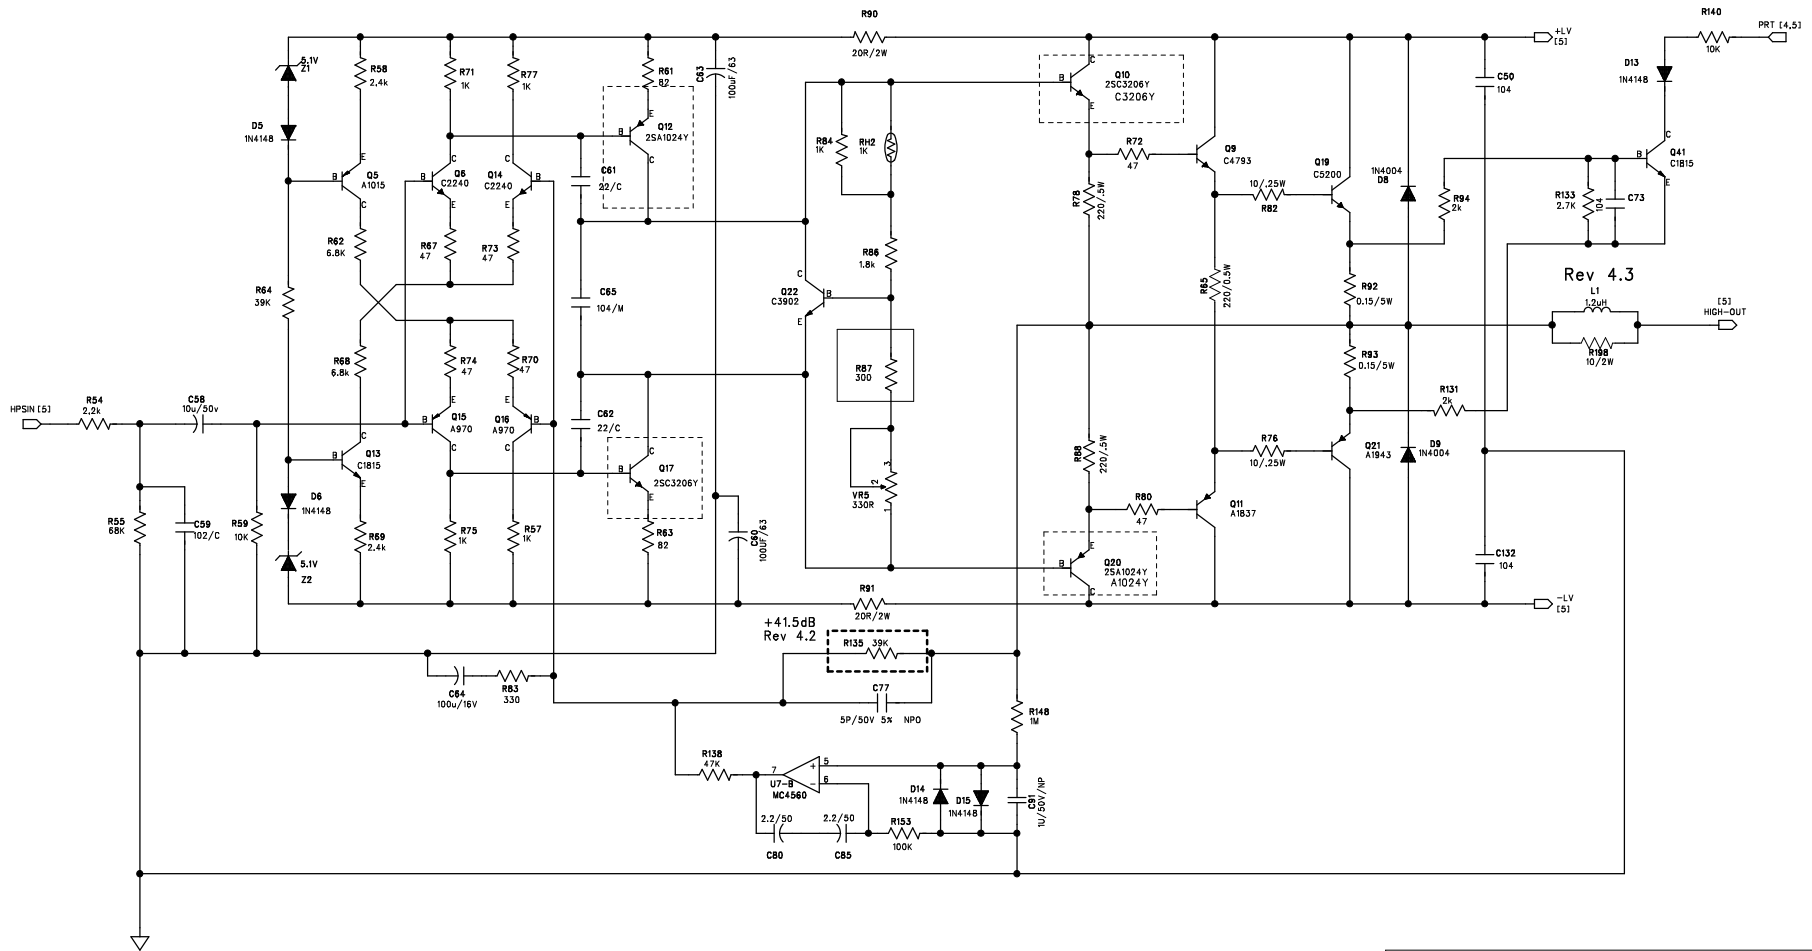 R90
20R/2W
R140
10K
PRT [4,5]
+LV
[5]
5.1V
Z1
R58
2.4k
R71
1K
R77
1K
R61
82
C63
100uF/63
B
C
E
Q10
2SC3206Y
C3206Y
C50
104
D13
1N4148
D5
1N4148
E
B
C
Q12
2SA1024Y
R84
1K
RH2
1K
R72
47
Q9
C4793
Q19
C5200
1N4004
D8
B
C
E
Q41
C1815
E
B
C
Q5
A1015
C
B
E
Q6
C2240
Q14
C2240
C
B
E
C61
22/C
R78
220/.5W
10/.25W
R82
R94
2k
R133
2.7K
104
C73
R62
6.8K
R67
47
R73
47
R86
1.8k
Rev 4.3
R64
39K
C65
104/M
C
B
E
Q22
C3902
R65
220/0.5W
R92
0.15/5W
L1
1.2uH
R198
10/2W
[5]
HIGH-OUT
R68
6.8k
R74
47
R70
47
R87
300
R93
0.15/5W
R131
2k
HPSIN [5]
R54
2.2k
C58
10u/50v
E
B
C
Q15
A970
E
B
C
Q16
A970
C62
22/C
C
B
E
Q13
C1815
C
B
E
Q17
2SC3206Y
3
2
1
VR5
330R
R88
220/.5W
R76
10/.25W
Q21
A1943
D9
1N4004
D6
1N4148
R55
68K
C59
102/C
R59
10K
R69
2.4k
R75
1K
R57
1K
R63
82
C60
100UF/63
R80
47
Q11
A1837
5.1V
Z2
E
B
C
Q20
2SA1024Y
A1024Y
C132
104
R91
20R/2W
-LV
[5]
+41.5dB
Rev 4.2
R135
39K
C64
100u/16V
R83
330
C77
5P/50V 5% NPO
R148
1M
R138
47K
7
+ 5
- 6
U7-B
MC4560
D14
1N4148
D15
1N4148
C91
1U/50V/NP
2.2/50
C80
2.2/50
C85
R153
100K